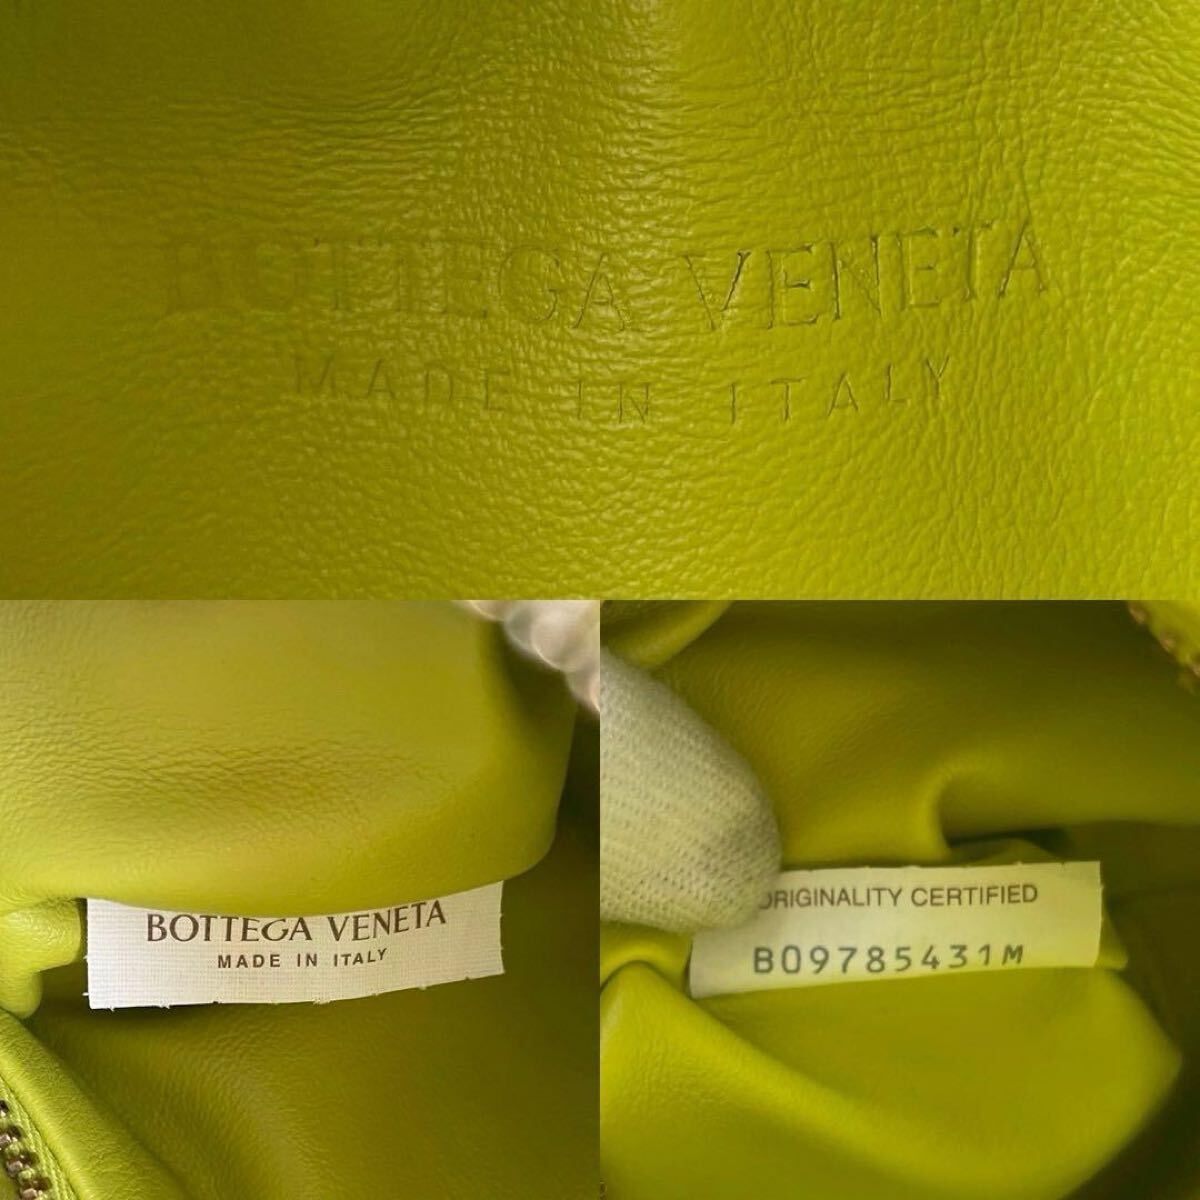 BOTTEGA VENETA
MADE IN ITALY
BOTTEGA VENETA
MADE IN ITALY
ORIGINALITY CERTIFIED
B09785431M